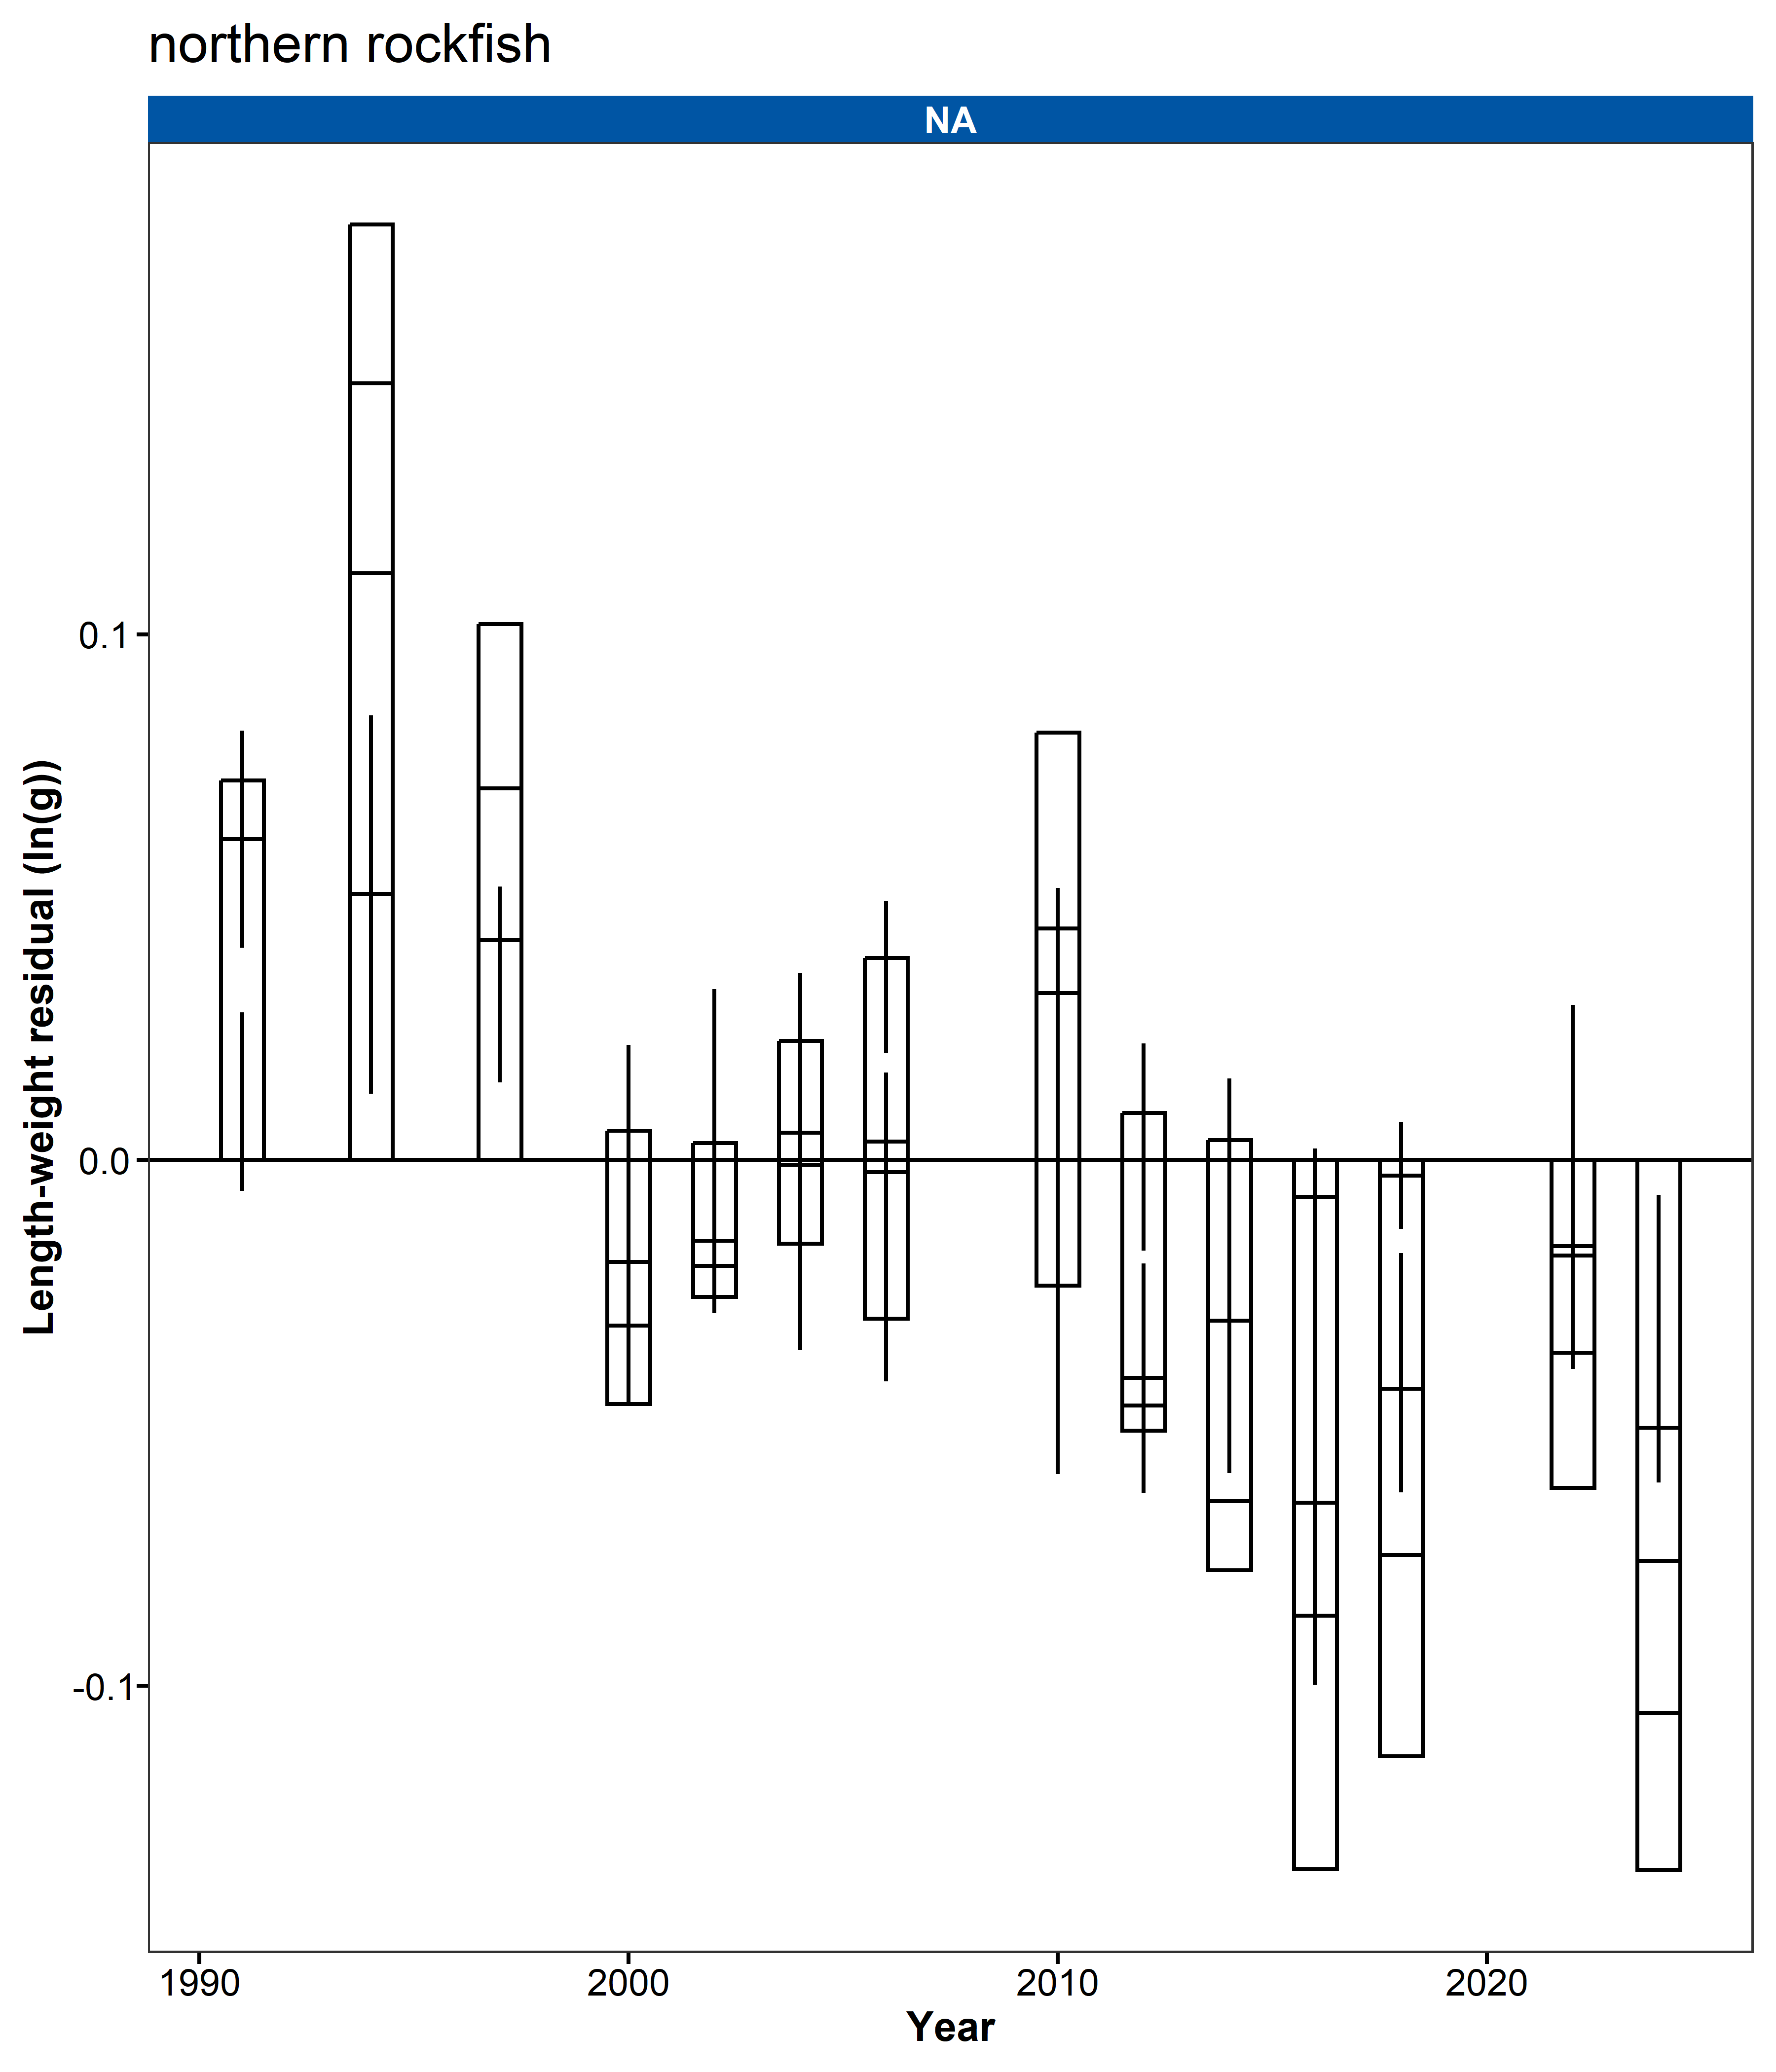 northern rockfish
NA
Length-weight residual (ln(g))
0.1
0.0
-0.1
1990
2000
2010
2020
Year